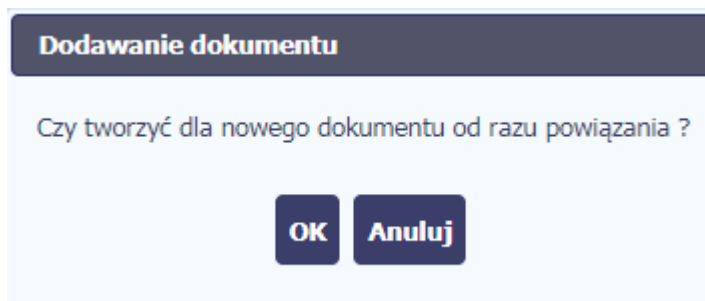 Dodawanie dokumentu
Czy tworzyć dla nowego dokumentu od razu powiązania ?
OK Anuluj